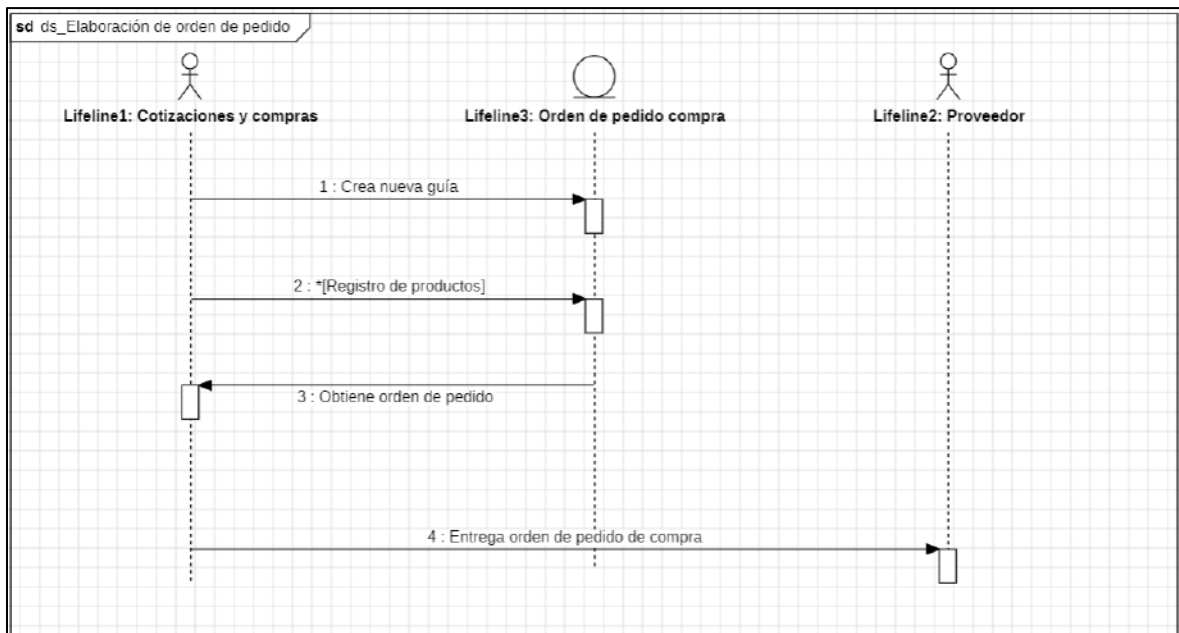 sd ds_Elaboración de orden de pedido
Lifeline1: Cotizaciones y compras
Lifeline3: Orden de pedido compra
Lifeline2: Proveedor
1 : Crea nueva guía
2 : *[Registro de productos]
3 : Obtiene orden de pedido
4 : Entrega orden de pedido de compra